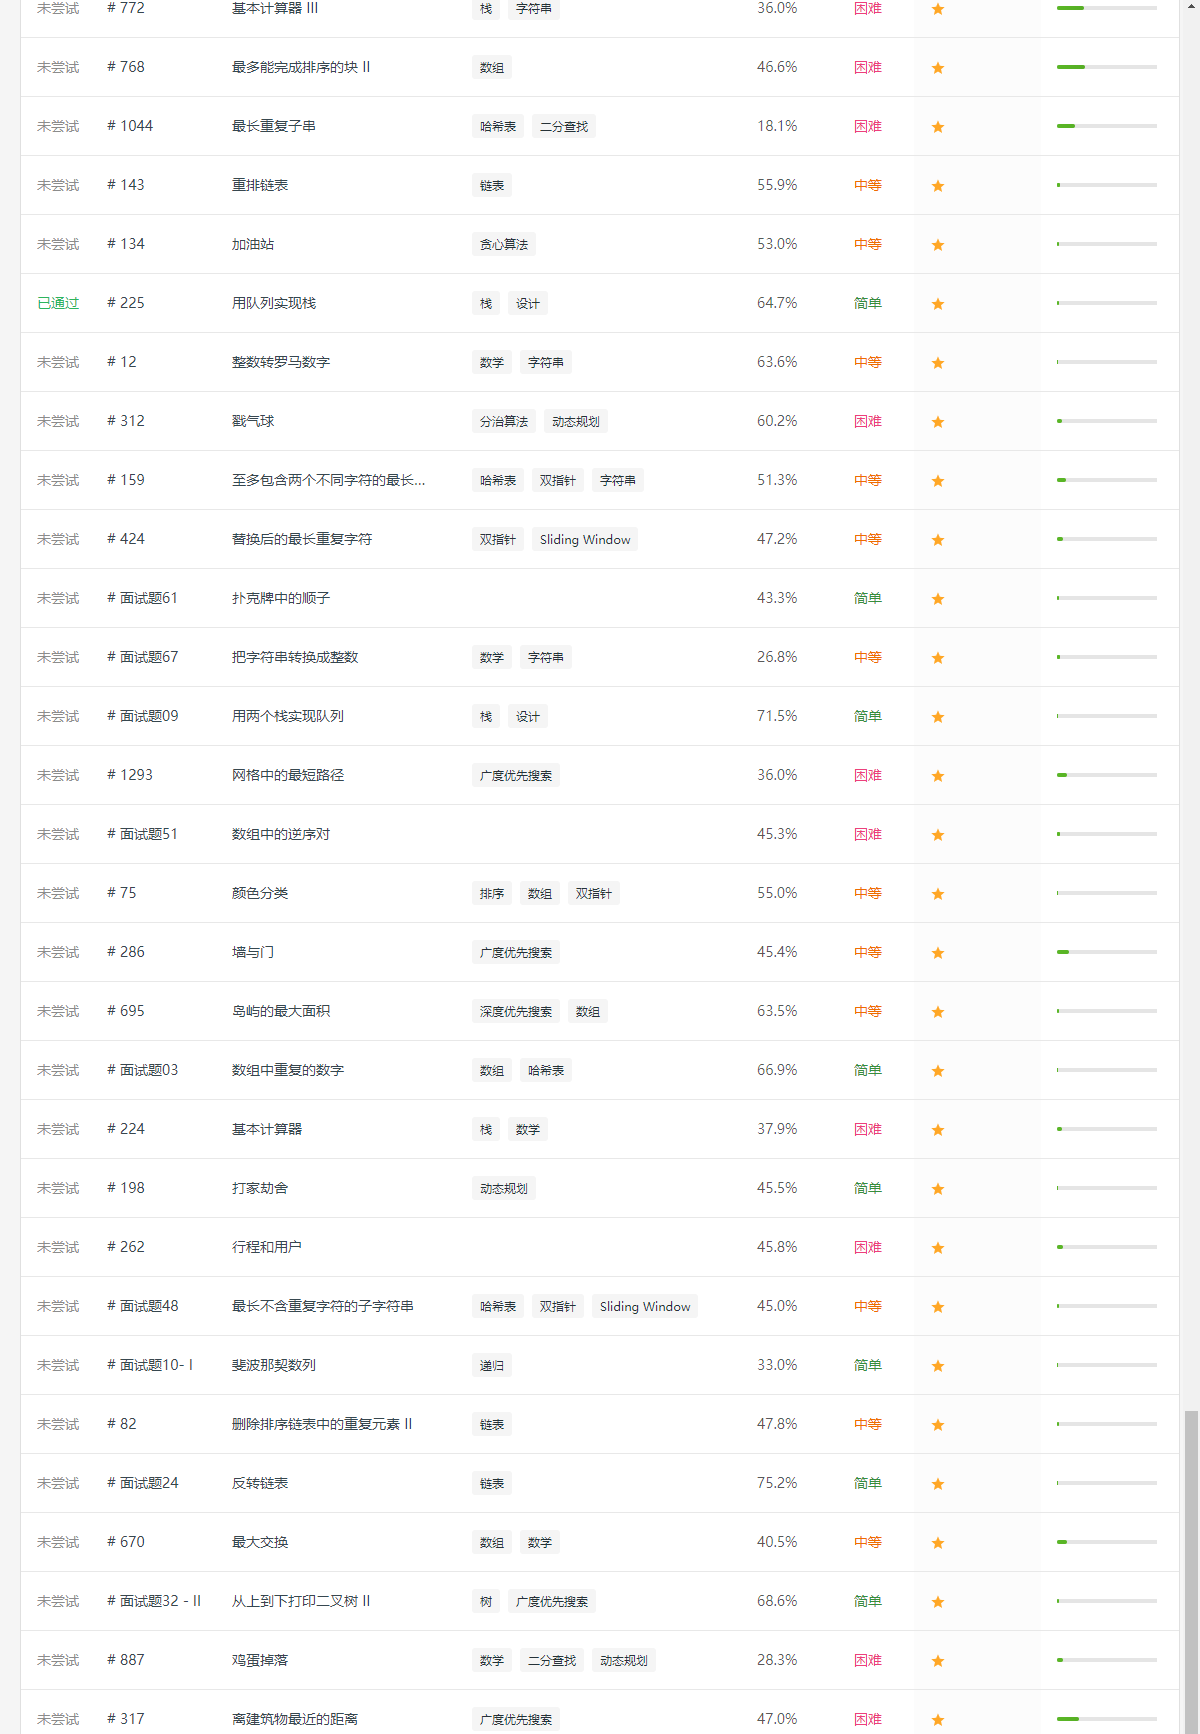 未尝试 # 772 基本计算器 III 栈 字符串 36.0% 困难
未尝试 # 768 最多能完成排序的块 II 数组 46.6% 困难
未尝试 # 1044 最长重复子串 哈希表 二分查找 18.1% 困难
未尝试 # 143 重排链表 链表 55.9% 中等
未尝试 # 134 加油站 贪心算法 53.0% 中等
已通过 # 225 用队列实现栈 栈 设计 64.7% 简单
未尝试 # 12 整数转罗马数字 数学 字符串 63.6% 中等
未尝试 # 312 戳气球 分治算法 动态规划 60.2% 困难
未尝试 # 159 至多包含两个不同字符的最长... 哈希表 双指针 字符串 51.3% 中等
未尝试 # 424 替换后的最长重复字符 双指针 Sliding Window 47.2% 中等
未尝试 # 面试题61 扑克牌中的顺子 43.3% 简单
未尝试 # 面试题67 把字符串转换成整数 数学 字符串 26.8% 中等
未尝试 # 面试题09 用两个栈实现队列 栈 设计 71.5% 简单
未尝试 # 1293 网格中的最短路径 广度优先搜索 36.0% 困难
未尝试 # 面试题51 数组中的逆序对 45.3% 困难
未尝试 # 75 颜色分类 排序 数组 双指针 55.0% 中等
未尝试 # 286 墙与门 广度优先搜索 45.4% 中等
未尝试 # 695 岛屿的最大面积 深度优先搜索 数组 63.5% 中等
未尝试 # 面试题03 数组中重复的数字 数组 哈希表 66.9% 简单
未尝试 # 224 基本计算器 栈 数学 37.9% 困难
未尝试 # 198 打家劫舍 动态规划 45.5% 简单
未尝试 # 262 行程和用户 45.8% 困难
未尝试 # 面试题48 最长不含重复字符的子字符串 哈希表 双指针 Sliding Window 45.0% 中等
未尝试 # 面试题10- I 斐波那契数列 递归 33.0% 简单
未尝试 # 82 删除排序链表中的重复元素 II 链表 47.8% 中等
未尝试 # 面试题24 反转链表 链表 75.2% 简单
未尝试 # 670 最大交换 数组 数学 40.5% 中等
未尝试 # 面试题32 - II 从上到下打印二叉树 II 树 广度优先搜索 68.6% 简单
未尝试 # 887 鸡蛋掉落 数学 二分查找 动态规划 28.3% 困难
未尝试 # 317 离建筑物最近的距离 广度优先搜索 47.0% 困难